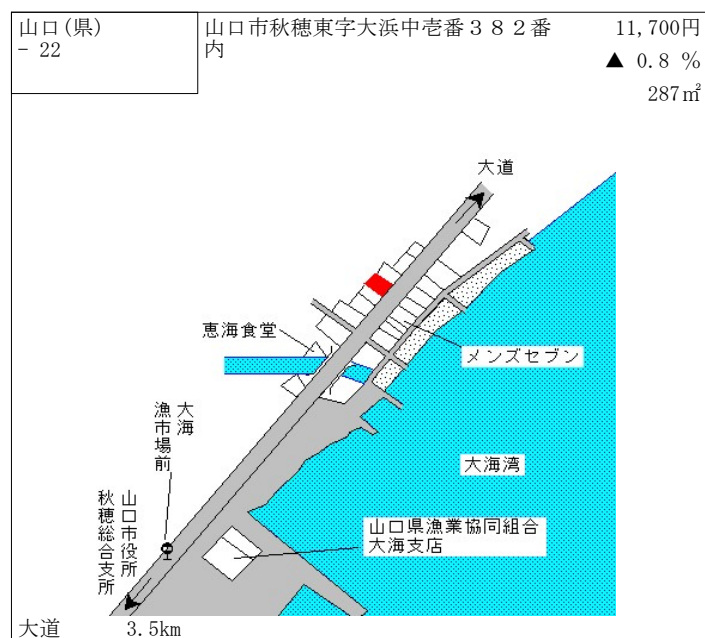 山口(県)
- 22
山口市秋穂東字大浜中壱番３８２番
内
11,700円
▲ 0.8 %
287㎡
大道
恵海食堂
メンズセブン
大海
漁市場前
大海湾
山口市役所
秋穂総合支所
山口県漁業協同組合
大海支店
大道 3.5km